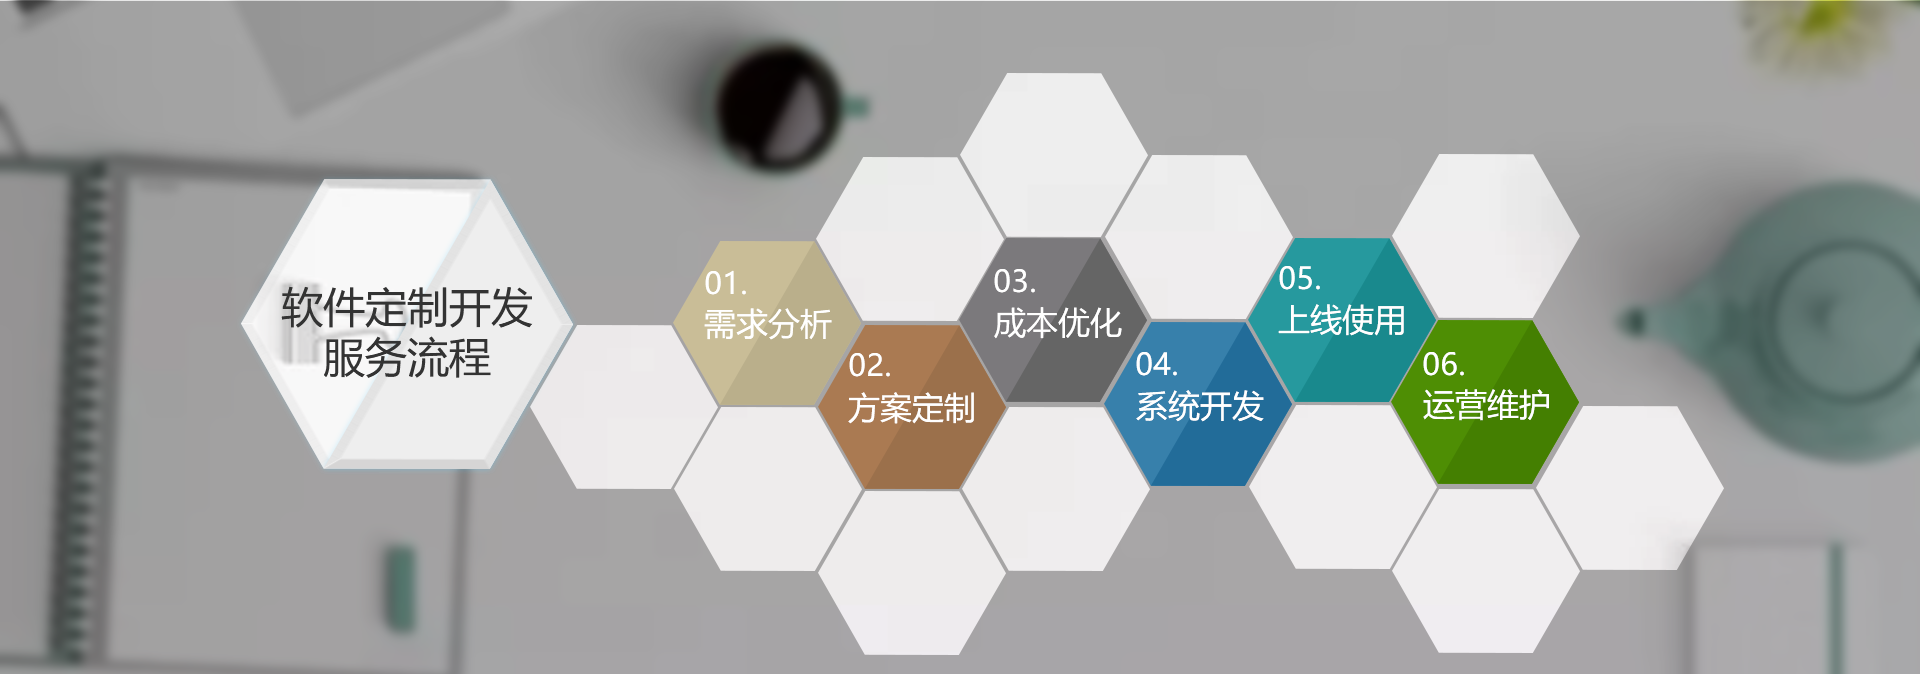 软件定制开发
服务流程
01.
需求分析
02.
方案定制
03.
成本优化
04.
系统开发
05.
上线使用
06.
运营维护